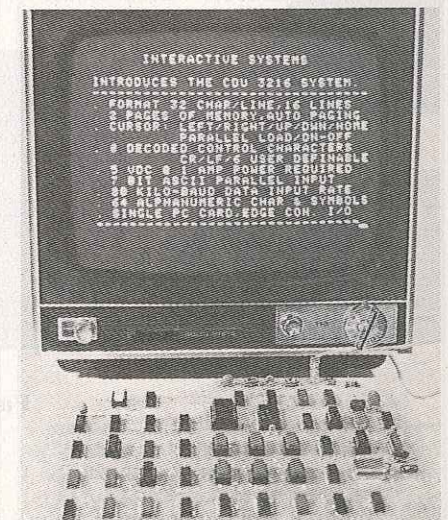 INTERACTIVE SYSTEMS
INTRODUCES THE CDU 3216 SYSTEM.
. FORMAT 32 CHAR/LINE,16 LINES
. 2 PAGES OF MEMORY,AUTO PAGING
. CURSOR: LEFT/RIGHT/UP/DWN/HOME
PARALLEL LOAD/ON-OFF
. 8 DECODED CONTROL CHARACTERS
CR/LF/6 USER DEFINABLE
. 5 VDC @ 1 AMP POWER REQUIRED
. 7 BIT ASCII PARALLEL INPUT
. 80 KILO-BAUD DATA INPUT RATE
. 64 ALPHANUMERIC CHAR & SYMBOLS
. SINGLE PC CARD,EDGE CON. I/O